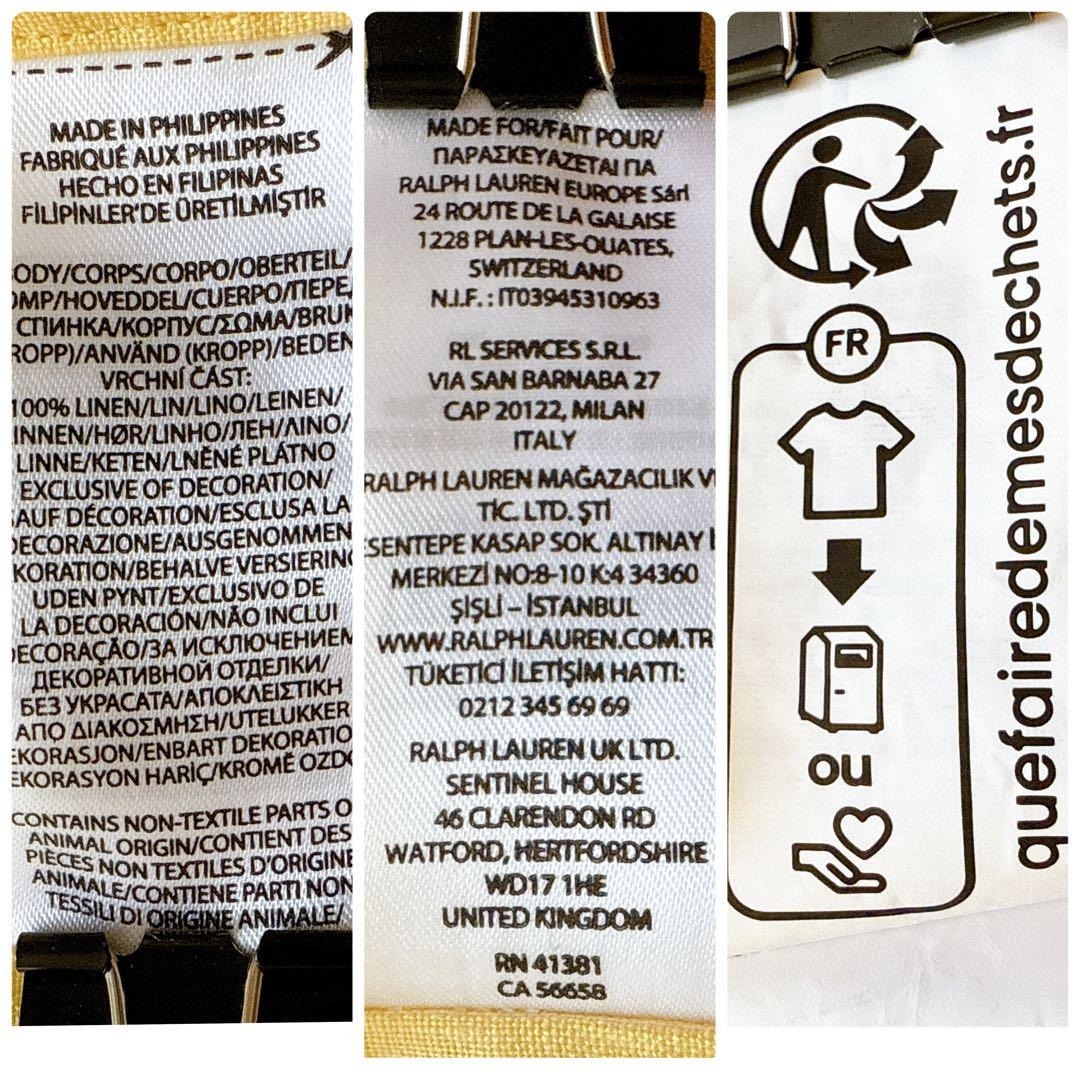 MADE IN PHILIPPINES
FABRIQUÉ AUX PHILIPPINES
HECHO EN FILIPINAS
FİLİPİNLER'DE ÜRETİLMİŞTİR
ODY/CORPS/CORPO/OBERTEIL/
OMP/HOVEDDEL/CUERPO/ΠΕΡΕ
СПИНКА/КОРПУС/ΣΩΜΑ/BRUK
ROPP)/ANVÄND (KROPP)/BEDEN
VRCHNÍ ČÁST:
100% LINEN/LIN/LINO/LEINEN/
INNEN/HØR/LINHO/ЛЕН/ΛΙΝΟ/
LINNE/KETEN/LNĚNÉ PLÁTNO
EXCLUSIVE OF DECORATION/
SAUF DÉCORATION/ESCLUSA LA
DECORAZIONE/AUSGENOMMEN
KORATION/BEHALVE VERSIERING
UDEN PYNT/EXCLUSIVO DE
LA DECORACIÓN/NÃO INCLUI
DECORAÇÃO/ЗА ИСКЛЮЧЕНИЕМ
ДЕКОРАТИВНОЙ ОТДЕЛКИ/
БЕЗ УКРАСАТА/ΑΠΟΚΛΕΙΣΤΙΚΗ
ΑΠΟ ΔΙΑΚΟΣΜΗΣΗ/UTELUKKER
EKORASJON/ENBART DEKORATIO
EKORASYON HARİÇ/KROMĚ OZDO
CONTAINS NON-TEXTILE PARTS O
ANIMAL ORIGIN/CONTIENT DES
PIÈCES NON TEXTILES D'ORIGINE
ANIMALE/CONTIENE PARTI NON
TESSILI DI ORIGINE ANIMALE/
MADE FOR/FAIT POUR/
ΠΑΡΑΣΚΕΥΑΖΕΤΑΙ ΓΙΑ
RALPH LAUREN EUROPE Sárl
24 ROUTE DE LA GALAISE
1228 PLAN-LES-OUATES,
SWITZERLAND
N.I.F. : IT03945310963
RL SERVICES S.R.L.
VIA SAN BARNABA 27
CAP 20122, MILAN
ITALY
RALPH LAUREN MAĞAZACILIK VE
TİC. LTD. ŞTİ
ESENTEPE KASAP SOK. ALTINAY İ
MERKEZİ NO:8-10 K:4 34360
ŞİŞLİ – İSTANBUL
WWW.RALPHLAUREN.COM.TR
TÜKETİCİ İLETİŞİM HATTI:
0212 345 69 69
RALPH LAUREN UK LTD.
SENTINEL HOUSE
46 CLARENDON RD
WATFORD, HERTFORDSHIRE
WD17 1HE
UNITED KINGDOM
RN 41381
CA 56658
FR
ou
quefairedemesdechets.fr